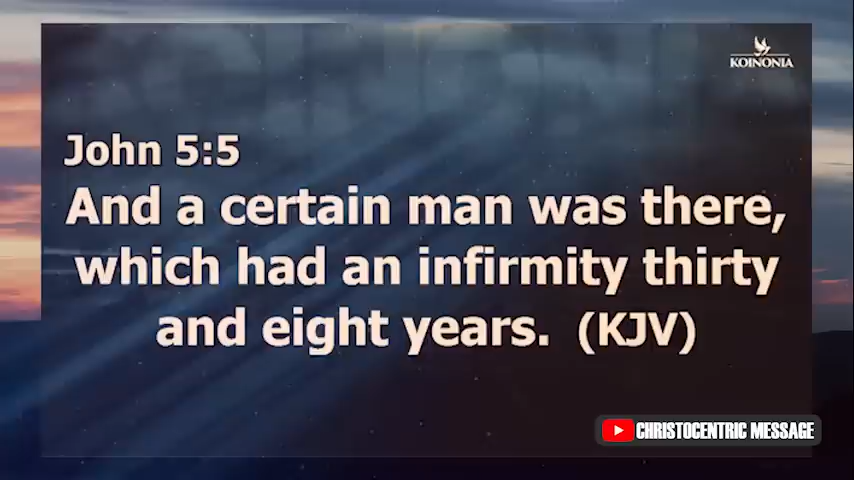 KOINONIA
John 5:5
And a certain man was there,
which had an infirmity thirty
and eight years. (KJV)
CHRISTOCENTRIC MESSAGE